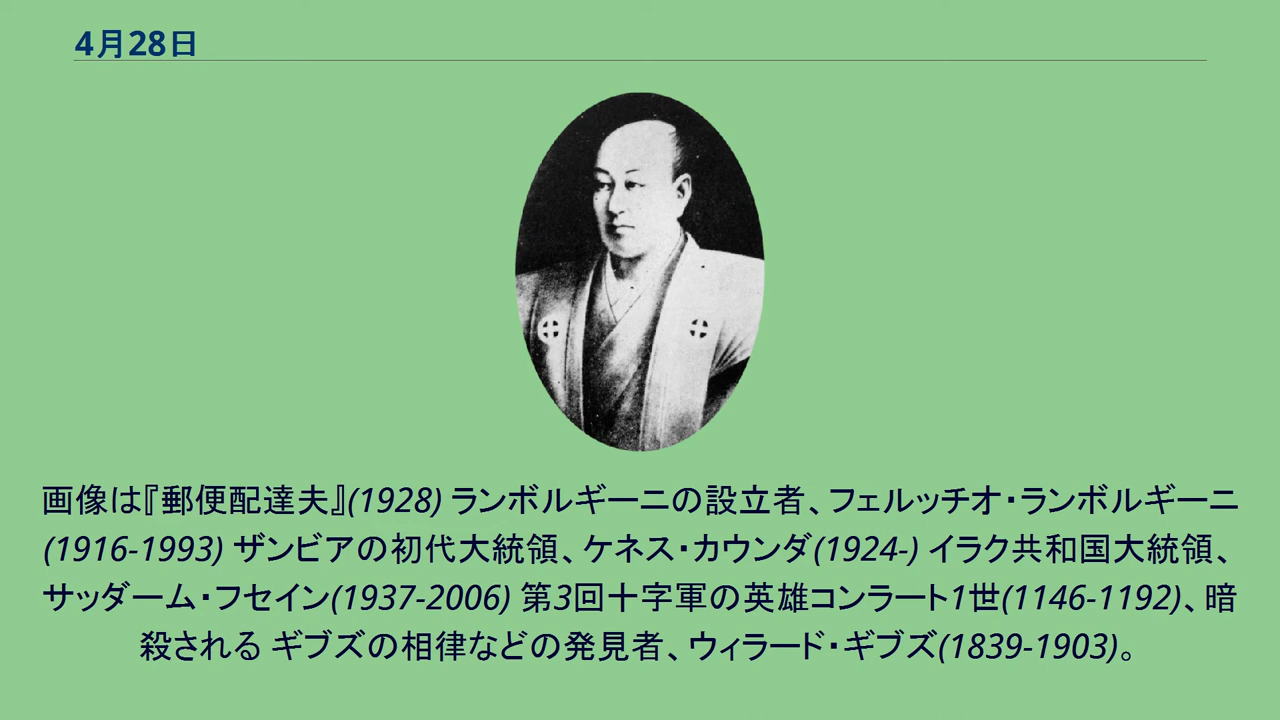 4月28日
画像は『郵便配達夫』(1928) ランボルギーニの設立者、フェルッチオ・ランボルギーニ
(1916-1993) ザンビアの初代大統領、ケネス・カウンダ(1924-) イラク共和国大統領、
サッダーム・フセイン(1937-2006) 第3回十字軍の英雄コンラート1世(1146-1192)、暗
殺される ギブズの相律などの発見者、ウィラード・ギブズ(1839-1903)。